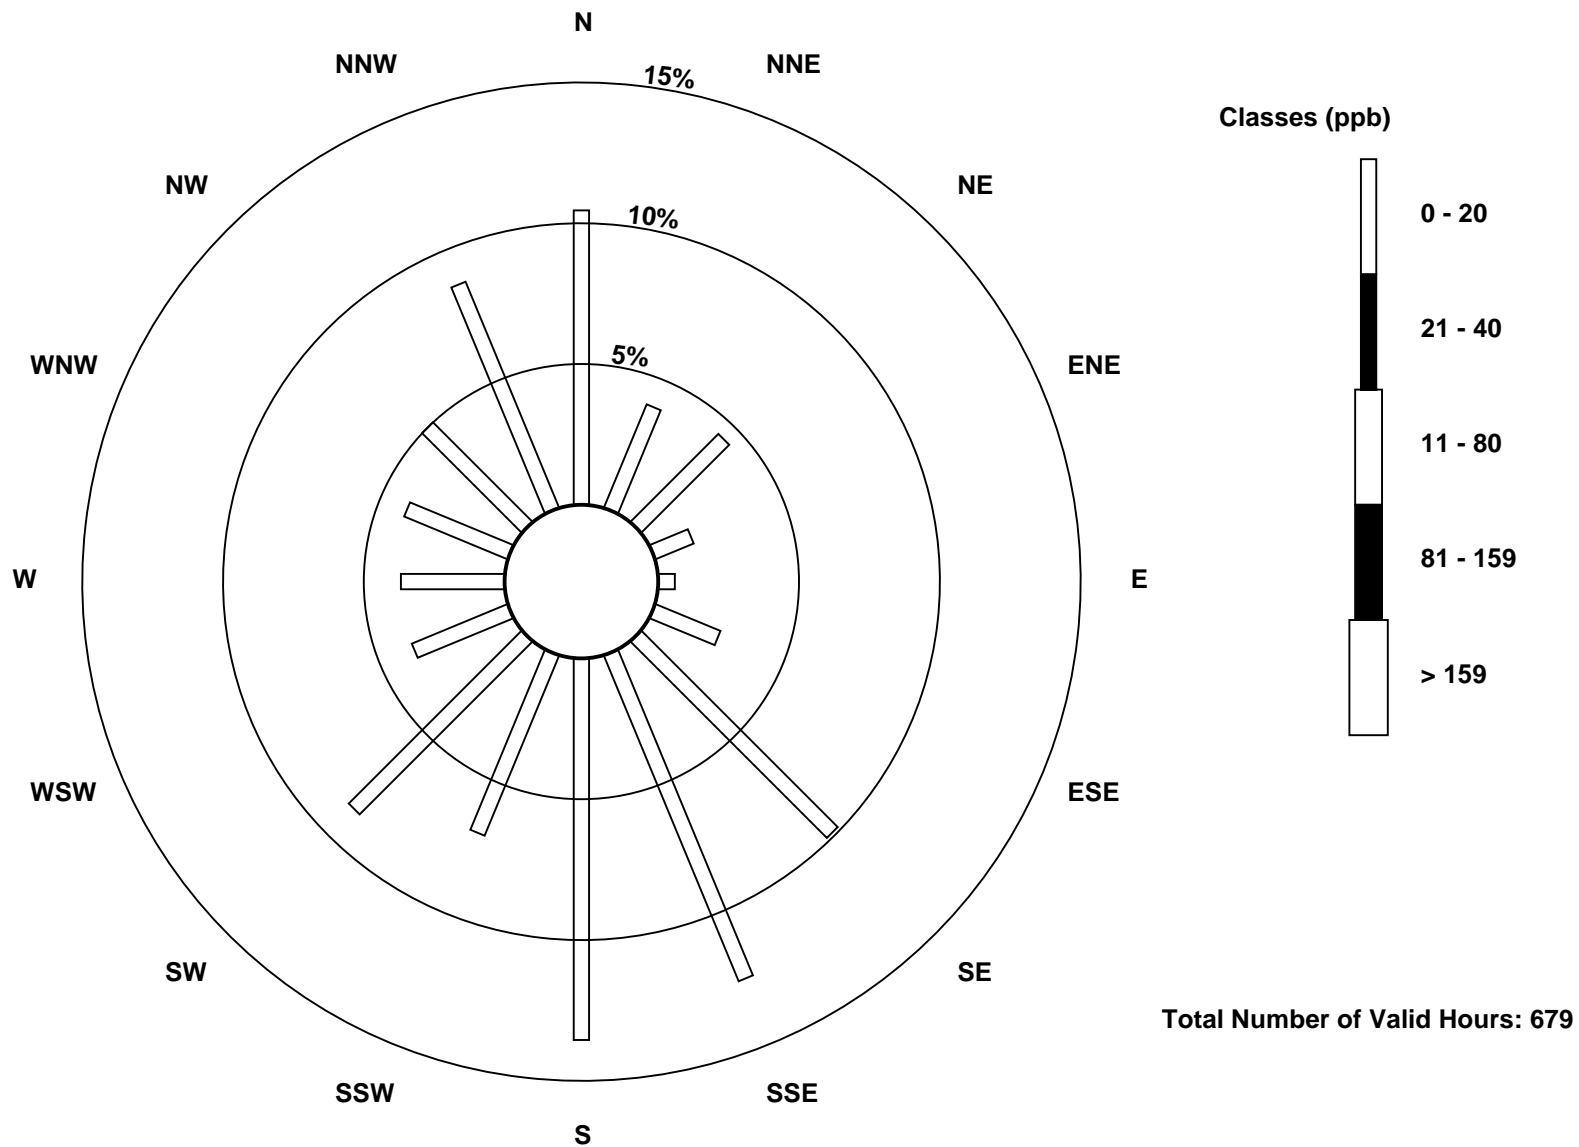 N
NNW
NNE
15%
Classes (ppb)
NW
NE
0 - 20
10%
21 - 40
5%
WNW
ENE
11 - 80
81 - 159
W
E
> 159
WSW
ESE
SW
SE
Total Number of Valid Hours: 679
SSW
SSE
S